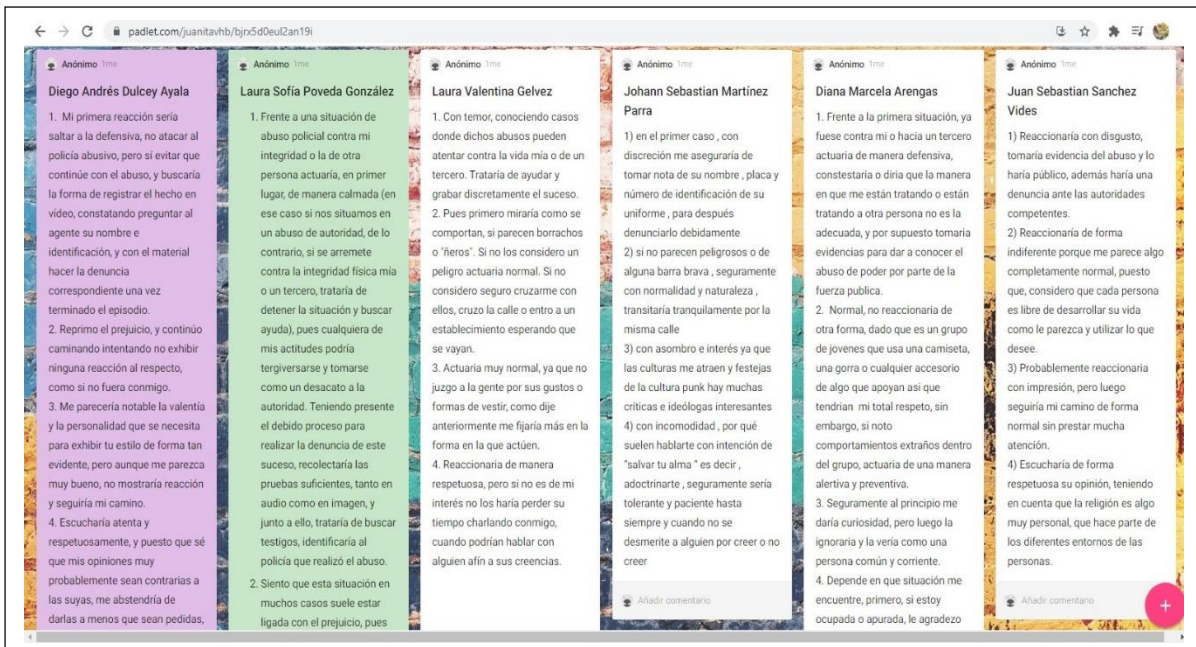 padlet.com/juanitavhb/bjrx5d0eul2an19i
Anónimo 1me
Diego Andrés Dulcey Ayala
1. Mi primera reacción sería
saltar a la defensiva, no atacar al
policía abusivo, pero sí evitar que
continúe con el abuso, y buscaría
la forma de registrar el hecho en
video, constatando preguntar al
agente su nombre e
identificación, y con el material
hacer la denuncia
correspondiente una vez
terminado el episodio.
2. Reprimo el prejuicio, y continúo
caminando intentando no exhibir
ninguna reacción al respecto,
como si no fuera conmigo.
3. Me parecería notable la valentía
y la personalidad que se necesita
para exhibir tu estilo de forma tan
evidente, pero aunque me parezca
muy bueno, no mostraría reacción
y seguiría mi camino.
4. Escucharía atenta y
respetuosamente, y puesto que sé
que mis opiniones muy
probablemente sean contrarias a
las suyas, me abstendría de
darlas a menos que sean pedidas,
Anónimo 1me
Laura Sofía Poveda González
1. Frente a una situación de
abuso policial contra mi
integridad o la de otra
persona actuaría, en primer
lugar, de manera calmada (en
ese caso si nos situamos en
un abuso de autoridad, de lo
contrario, si se arremete
contra la integridad física mía
o un tercero, trataría de
detener la situación y buscar
ayuda), pues cualquiera de
mis actitudes podría
tergiversarse y tomarse
como un desacato a la
autoridad. Teniendo presente
el debido proceso para
realizar la denuncia de este
suceso, recolectaría las
pruebas suficientes, tanto en
audio como en imagen, y
junto a ello, trataría de buscar
testigos, identificaría al
policía que realizó el abuso.
2. Siento que esta situación en
muchos casos suele estar
ligada con el prejuicio, pues
Anónimo 1me
Laura Valentina Gelvez
1. Con temor, conociendo casos
donde dichos abusos pueden
atentar contra la vida mía o de un
tercero. Trataría de ayudar y
grabar discretamente el suceso.
2. Pues primero miraría como se
comportan, si parecen borrachos
o "ñeros". Si no los considero un
peligro actuaria normal. Si no
considero seguro cruzarme con
ellos, cruzo la calle o entro a un
establecimiento esperando que
se vayan.
3. Actuaria muy normal, ya que no
juzgo a la gente por sus gustos o
formas de vestir, como dije
anteriormente me fijaría más en la
forma en la que actúen.
4. Reaccionaria de manera
respetuosa, pero si no es de mi
interés no los haría perder su
tiempo charlando conmigo,
cuando podrían hablar con
alguien afín a sus creencias.
Anónimo 1me
Johann Sebastian Martínez
Parra
1) en el primer caso , con
discreción me aseguraría de
tomar nota de su nombre , placa y
número de identificación de su
uniforme , para después
denunciarlo debidamente
2) si no parecen peligrosos o de
alguna barra brava , seguramente
con normalidad y naturaleza ,
transitaría tranquilamente por la
misma calle
3) con asombro e interés ya que
las culturas me atraen y festejas
de la cultura punk hay muchas
críticas e ideólogas interesantes
4) con incomodidad , por qué
suelen hablarte con intención de
"salvar tu alma " es decir ,
adoctrinarte , seguramente sería
tolerante y paciente hasta
siempre y cuando no se
desmerite a alguien por creer o no
creer
Añadir comentario
Anónimo 1me
Diana Marcela Arengas
1. Frente a la primera situación, ya
fuese contra mi o hacia un tercero
actuaria de manera defensiva,
constestaria o diria que la manera
en que me están tratando o están
tratando a otra persona no es la
adecuada, y por supuesto tomaria
evidencias para dar a conocer el
abuso de poder por parte de la
fuerza publica.
2. Normal, no reaccionaria de
otra forma, dado que es un grupo
de jovenes que usa una camiseta,
una gorra o cualquier accesorio
de algo que apoyan asi que
tendrian mi total respeto, sin
embargo, si noto
comportamientos extraños dentro
del grupo, actuaria de una manera
alertiva y preventiva.
3. Seguramente al principio me
daría curiosidad, pero luego la
ignoraria y la vería como una
persona común y corriente.
4. Depende en que situación me
encuentre, primero, si estoy
ocupada o apurada, le agradezo
Anónimo 1me
Juan Sebastian Sanchez
Vides
1) Reaccionaría con disgusto,
tomaría evidencia del abuso y lo
haría público, además haría una
denuncia ante las autoridades
competentes.
2) Reaccionaría de forma
indiferente porque me parece algo
completamente normal, puesto
que, considero que cada persona
es libre de desarrollar su vida
como le parezca y utilizar lo que
desee.
3) Probablemente reaccionaria
con impresión, pero luego
seguiría mi camino de forma
normal sin prestar mucha
atención.
4) Escucharía de forma
respetuosa su opinión, teniendo
en cuenta que la religión es algo
muy personal, que hace parte de
los diferentes entornos de las
personas.
Añadir comentario